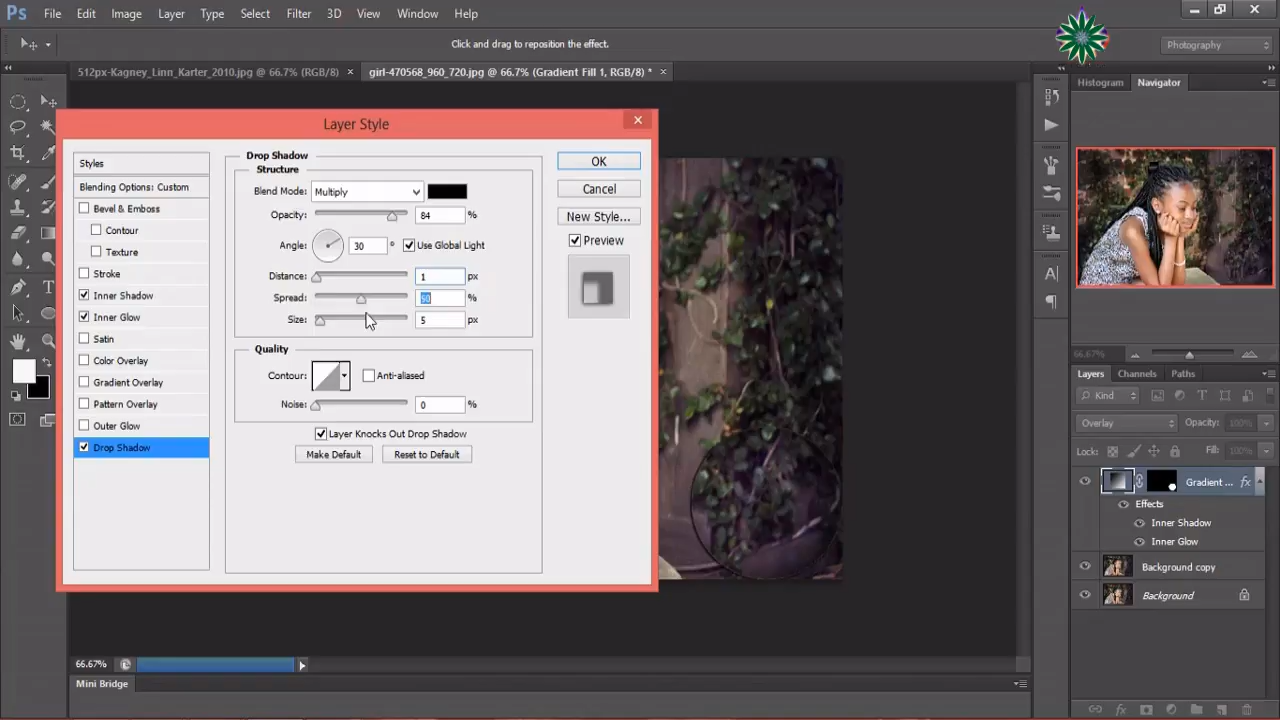 Ps File Edit Image Layer Type Select Filter 3D View Window Help
Click and drag to reposition the effect.
Photography
512px-Kagney_Linn_Karter_2010.jpg @ 66.7% (RGB/8) × girl-470568_960_720.jpg @ 66.7% (Gradient Fill 1, RGB/8) * ×
Histogram Navigator
Layer Style
Styles
Blending Options: Custom
Bevel & Emboss
Contour
Texture
Stroke
Inner Shadow
Inner Glow
Satin
Color Overlay
Gradient Overlay
Pattern Overlay
Outer Glow
Drop Shadow
Drop Shadow
Structure
Blend Mode: Multiply
Opacity: 84 %
Angle: 30 ° Use Global Light
Distance: 1 px
Spread: 50 %
Size: 5 px
Quality
Contour: Anti-aliased
Noise: 0 %
Layer Knocks Out Drop Shadow
Make Default Reset to Default
OK
Cancel
New Style...
Preview
66.67%
Layers Channels Paths
Kind
Overlay Opacity: 100%
Lock: Fill: 100%
Gradient ... fx
Effects
Inner Shadow
Inner Glow
Background copy
Background
66.67%
Mini Bridge